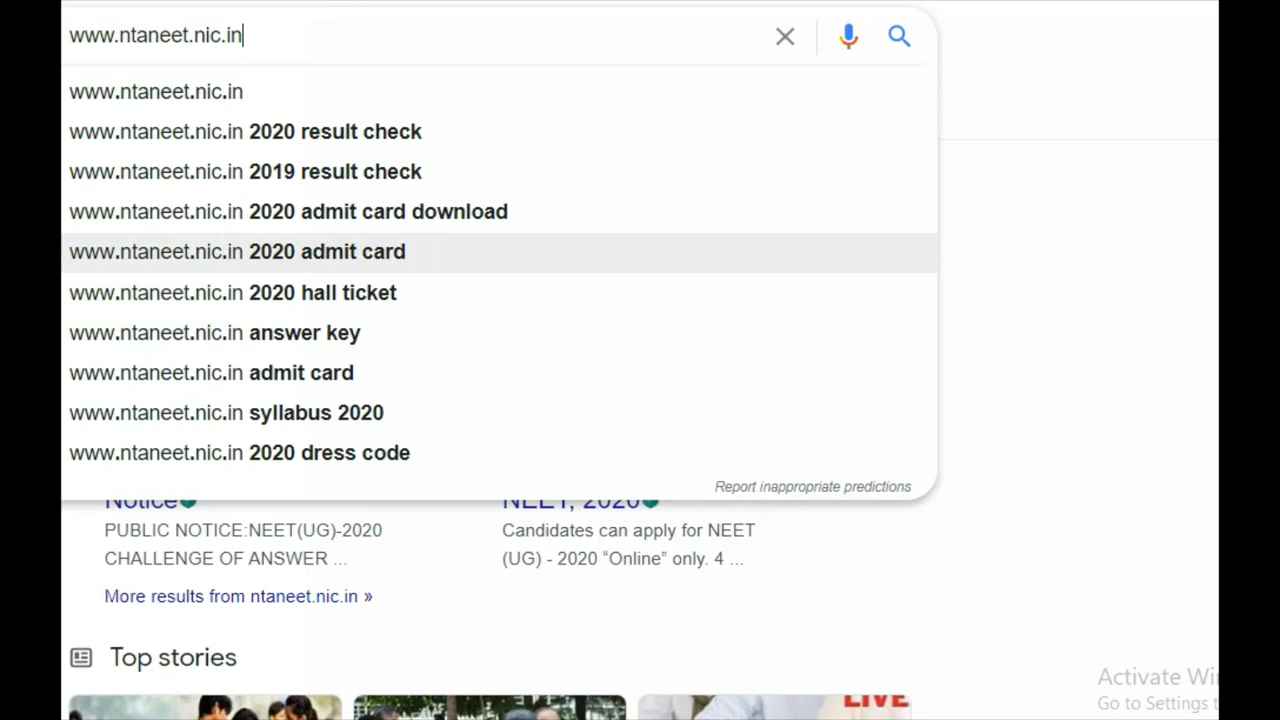 www.ntaneet.nic.in
www.ntaneet.nic.in
www.ntaneet.nic.in 2020 result check
www.ntaneet.nic.in 2019 result check
www.ntaneet.nic.in 2020 admit card download
www.ntaneet.nic.in 2020 admit card
www.ntaneet.nic.in 2020 hall ticket
www.ntaneet.nic.in answer key
www.ntaneet.nic.in admit card
www.ntaneet.nic.in syllabus 2020
www.ntaneet.nic.in 2020 dress code
Report inappropriate predictions
Notice
PUBLIC NOTICE:NEET(UG)-2020
CHALLENGE OF ANSWER ...
NEET, 2020
Candidates can apply for NEET
(UG) - 2020 “Online” only. 4 ...
More results from ntaneet.nic.in »
Top stories
LIVE
Activate Wi
Go to Settings t